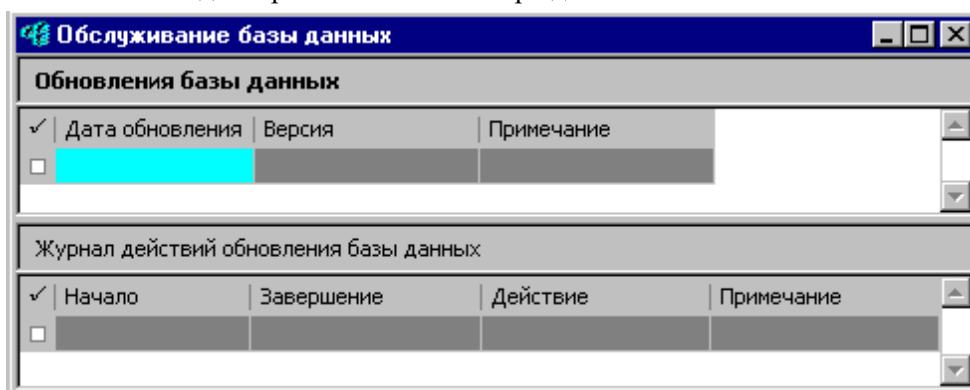 Обслуживание базы данных
Обновления базы данных
✓ Дата обновления Версия Примечание
Журнал действий обновления базы данных
✓ Начало Завершение Действие Примечание